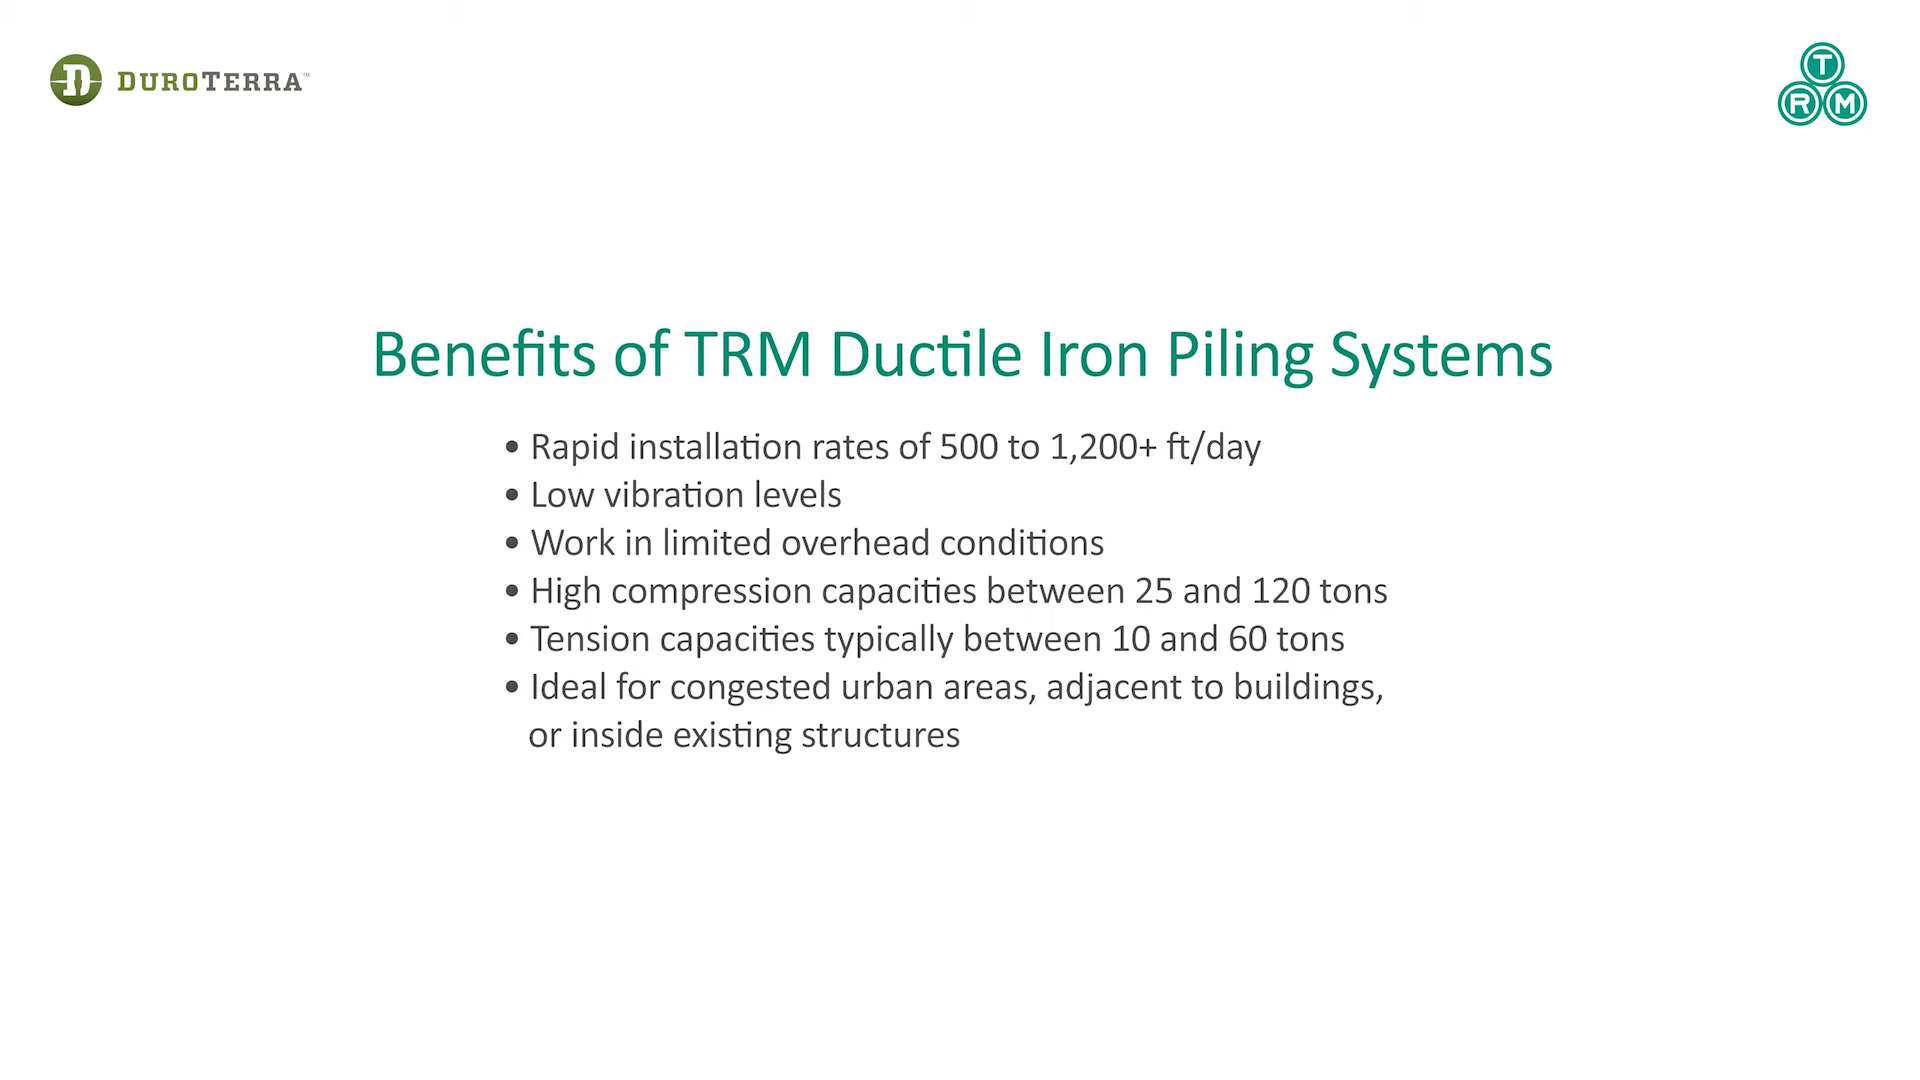 D DUROTERRA™
T
R M
Benefits of TRM Ductile Iron Piling Systems
• Rapid installation rates of 500 to 1,200+ ft/day
• Low vibration levels
• Work in limited overhead conditions
• High compression capacities between 25 and 120 tons
• Tension capacities typically between 10 and 60 tons
• Ideal for congested urban areas, adjacent to buildings,
or inside existing structures